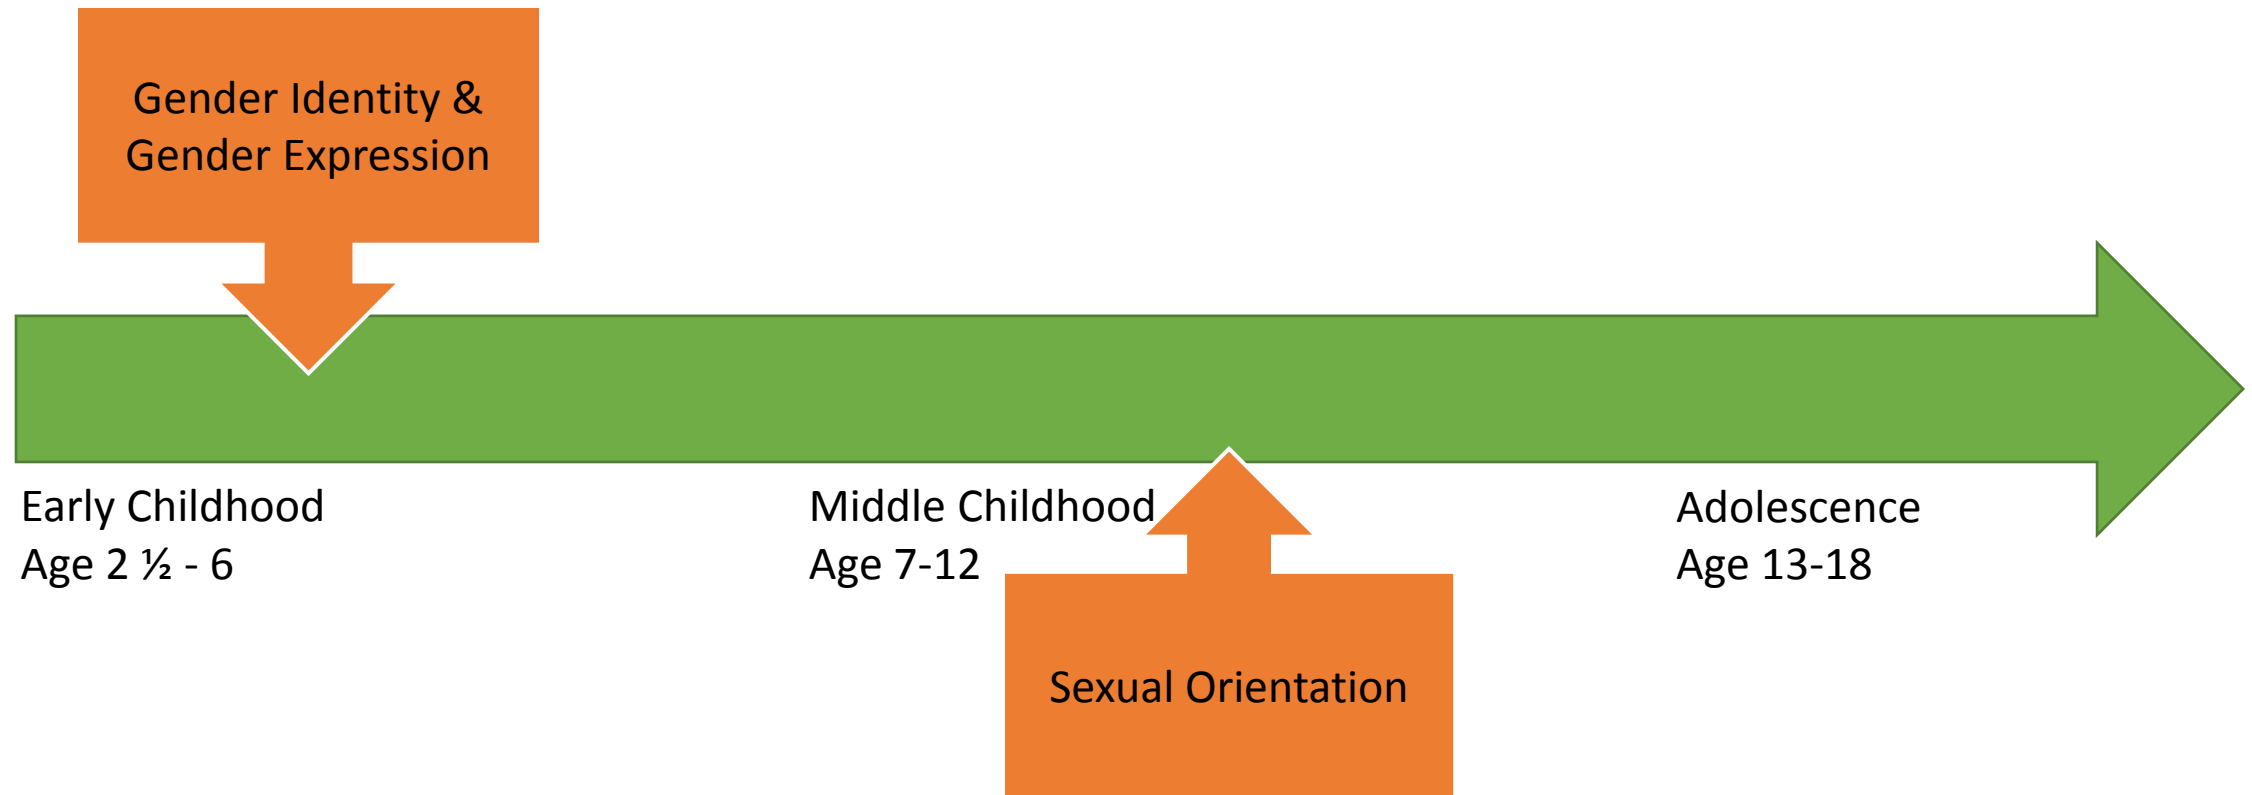 Gender Identity &
Gender Expression
Early Childhood
Age 2 ½ - 6
Middle Childhood
Age 7-12
Adolescence
Age 13-18
Sexual Orientation